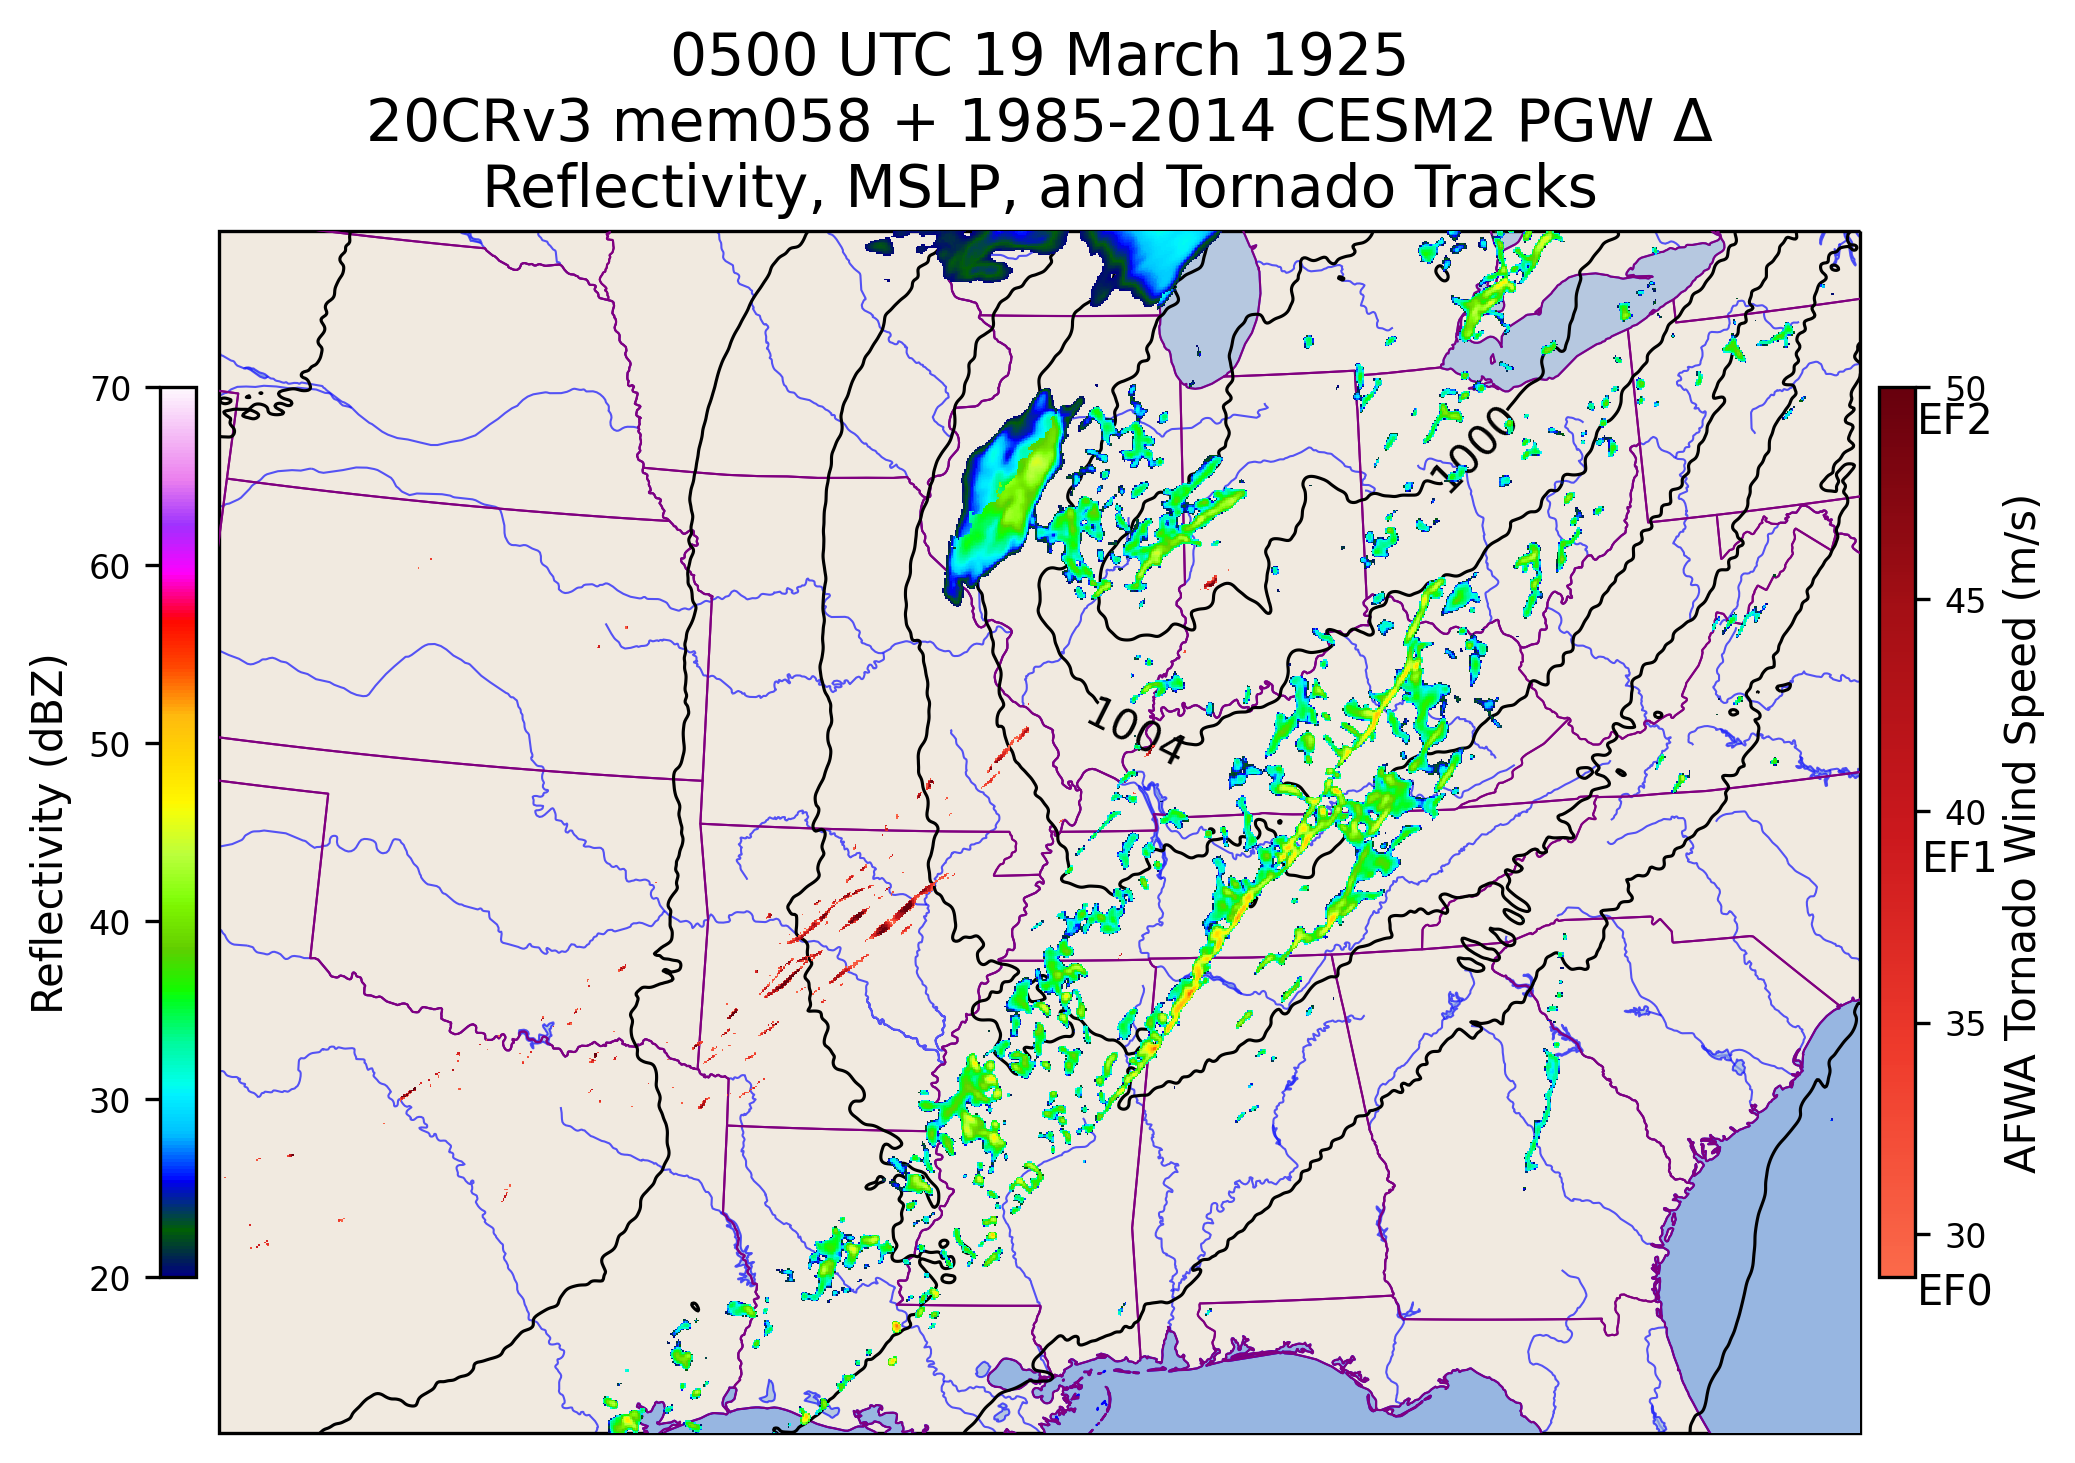 0500 UTC 19 March 1925
20CRv3 mem058 + 1985-2014 CESM2 PGW Δ
Reflectivity, MSLP, and Tornado Tracks
70
60
50
40
30
20
Reflectivity (dBZ)
1000
1004
50
EF2
45
40
EF1
35
30
EF0
AFWA Tornado Wind Speed (m/s)